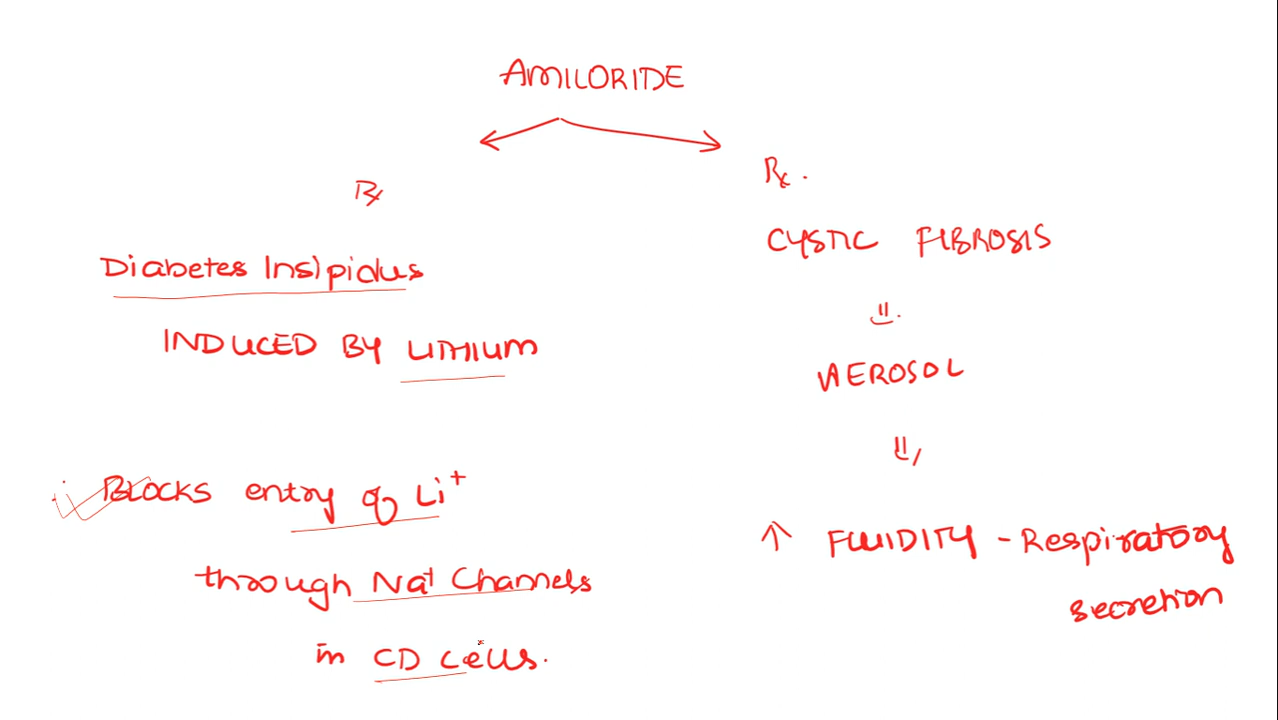 AMILORIDE
Rx
Diabetes Insipidus
INDUCED BY LITHIUM
BLOCKS entry of Li+
through Na+ Channels
in CD cells.
Rx.
CYSTIC FIBROSIS
AEROSOL
↑ FLUIDITY - Respiratory
secretion